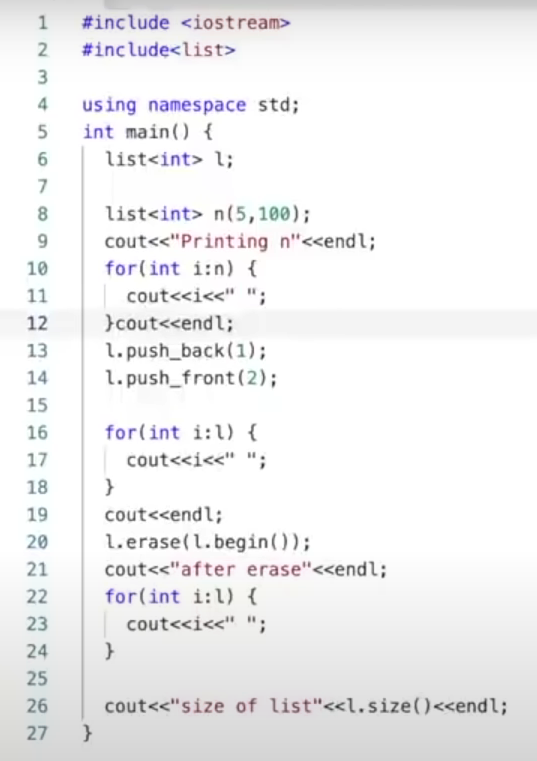 1 #include <iostream>
2 #include<list>
3
4 using namespace std;
5 int main() {
6 list<int> l;
7
8 list<int> n(5,100);
9 cout<<"Printing n"<<endl;
10 for(int i:n) {
11 cout<<i<<" ";
12 }cout<<endl;
13 l.push_back(1);
14 l.push_front(2);
15
16 for(int i:l) {
17 cout<<i<<" ";
18 }
19 cout<<endl;
20 l.erase(l.begin());
21 cout<<"after erase"<<endl;
22 for(int i:l) {
23 cout<<i<<" ";
24 }
25
26 cout<<"size of list"<<l.size()<<endl;
27 }